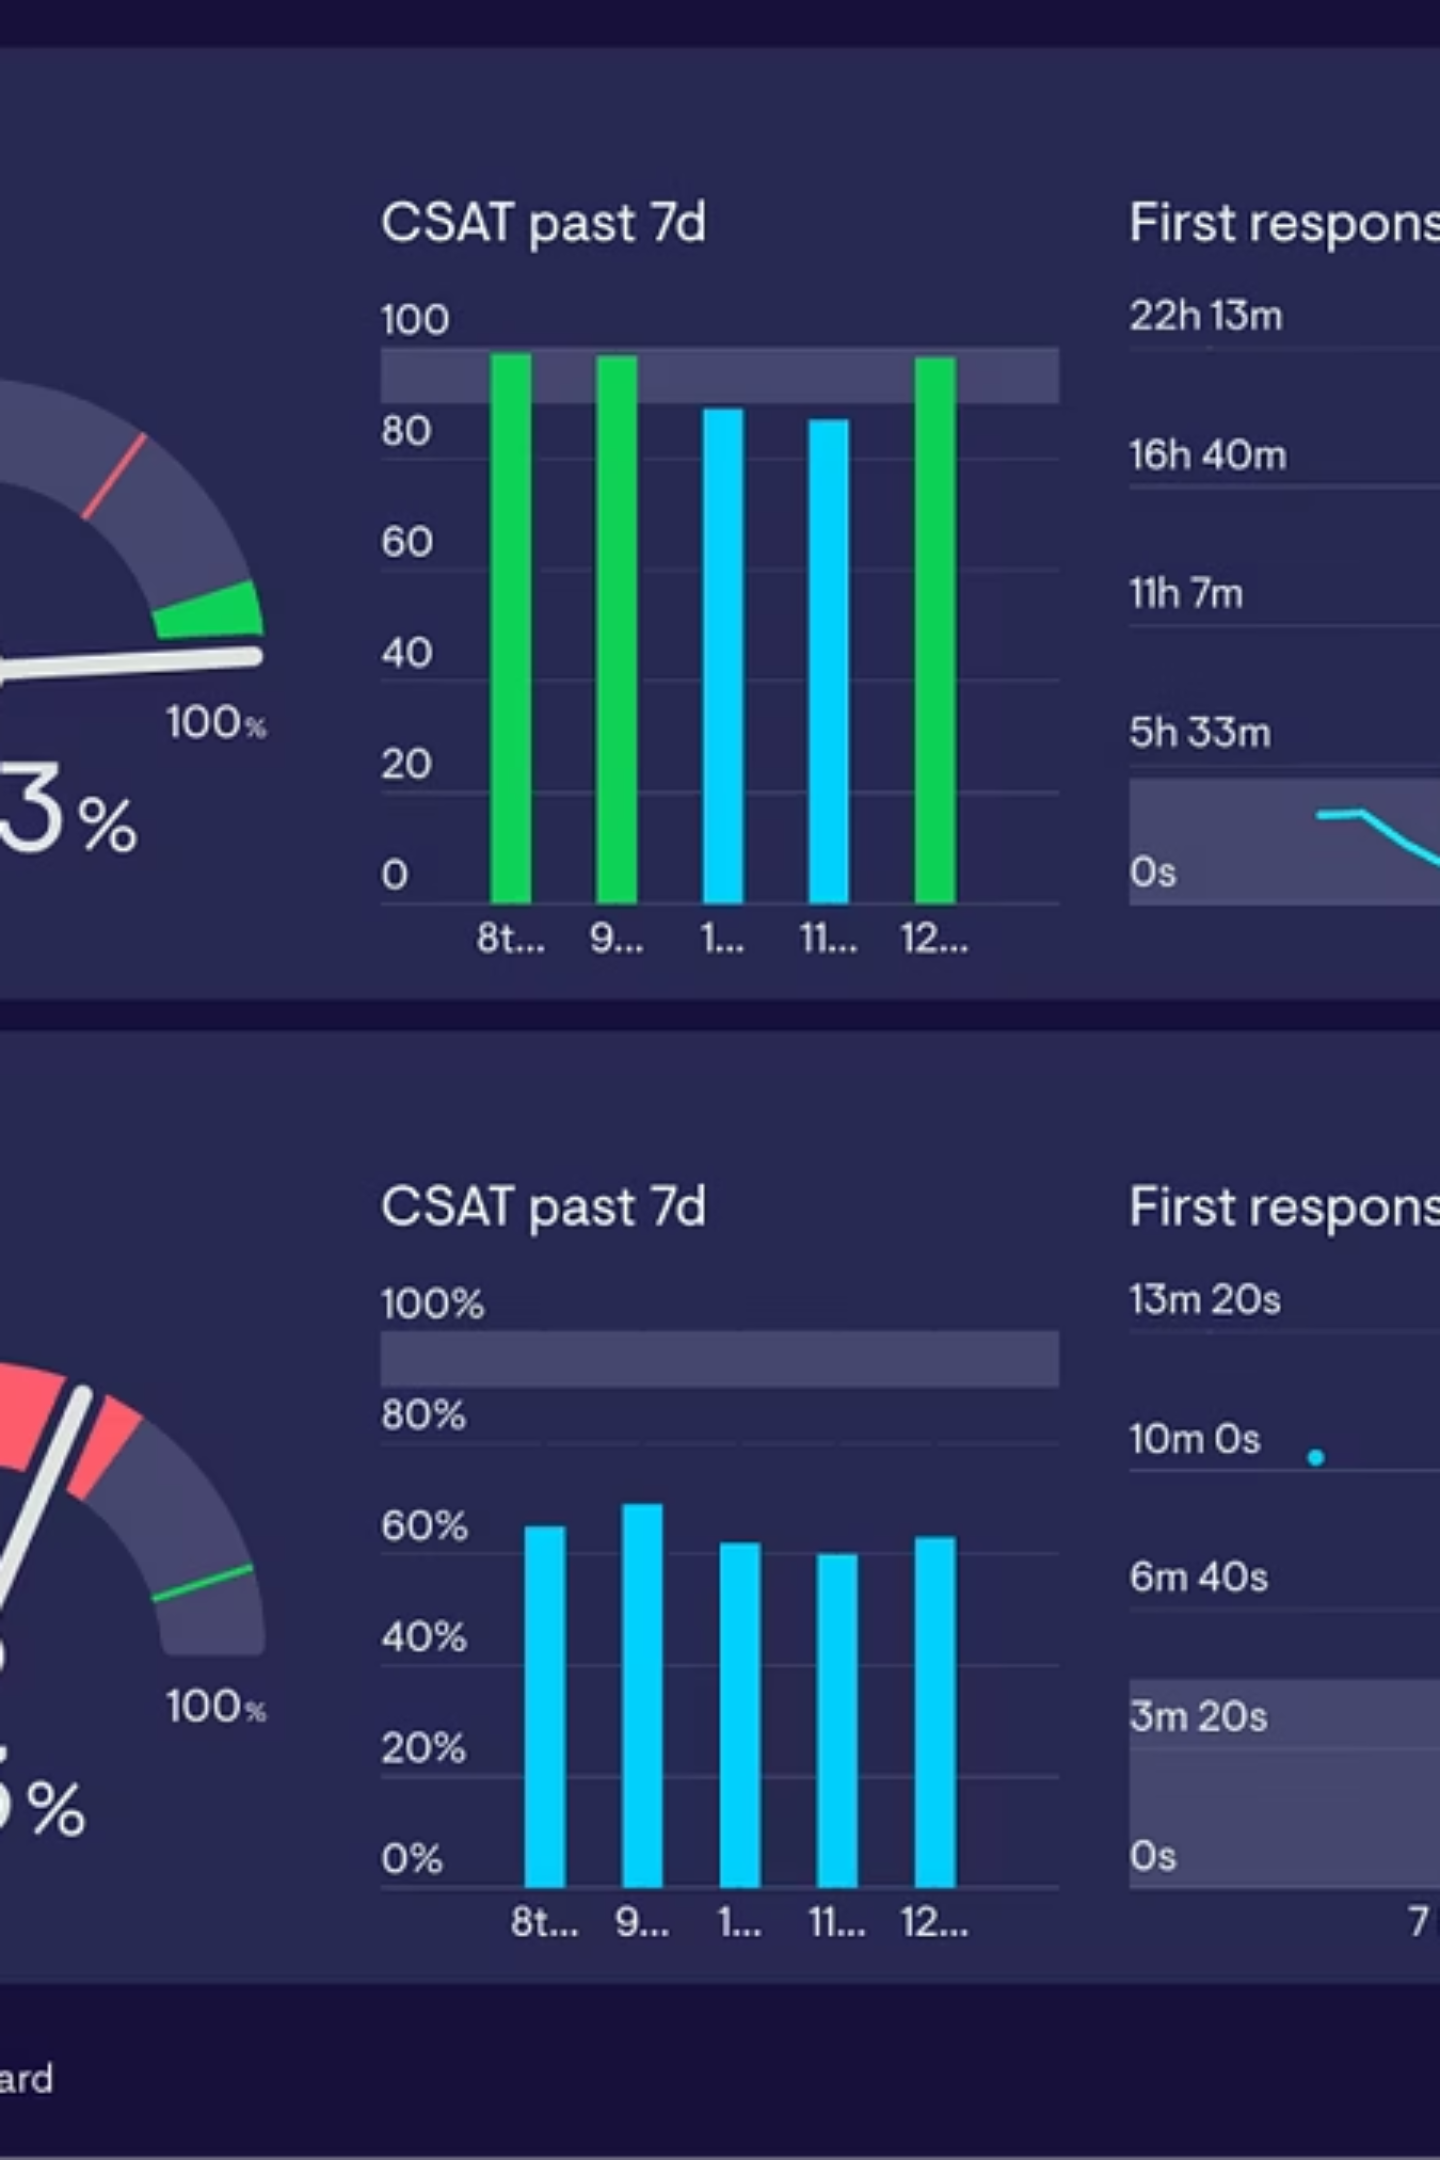 CSAT past 7d
100
80
60
40
20
0
8t... 9... 1... 11... 12...
First respons
22h 13m
16h 40m
11h 7m
5h 33m
0s
100%
3%
CSAT past 7d
100%
80%
60%
40%
20%
0%
8t... 9... 1... 11... 12...
First respons
13m 20s
10m 0s
6m 40s
3m 20s
0s
7
100%
%
ard